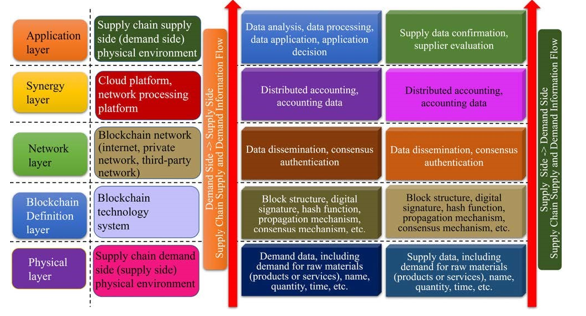 Application
layer
Supply chain supply
side (demand side)
physical environment
Data analysis, data processing,
data application, application
decision
Supply data confirmation,
supplier evaluation
Synergy
layer
Cloud platform,
network processing
platform
Distributed accounting,
accounting data
Distributed accounting,
accounting data
Network
layer
Blockchain network
(internet, private
network, third-party
network)
Data dissemination, consensus
authentication
Data dissemination, consensus
authentication
Blockchain
Definition
layer
Blockchain
technology
system
Block structure, digital
signature, hash function,
propagation mechanism,
consensus mechanism, etc.
Block structure, digital
signature, hash function,
propagation mechanism,
consensus mechanism, etc.
Physical
layer
Supply chain demand
side (supply side)
physical environment
Demand data, including
demand for raw materials
(products or services), name,
quantity, time, etc.
Supply data, including
demand for raw materials
(products or services), name,
quantity, time, etc.
Demand Side -> Supply Side
Supply Chain Supply and Demand Information Flow
Supply Side -> Demand Side
Supply Chain Supply and Demand Information Flow